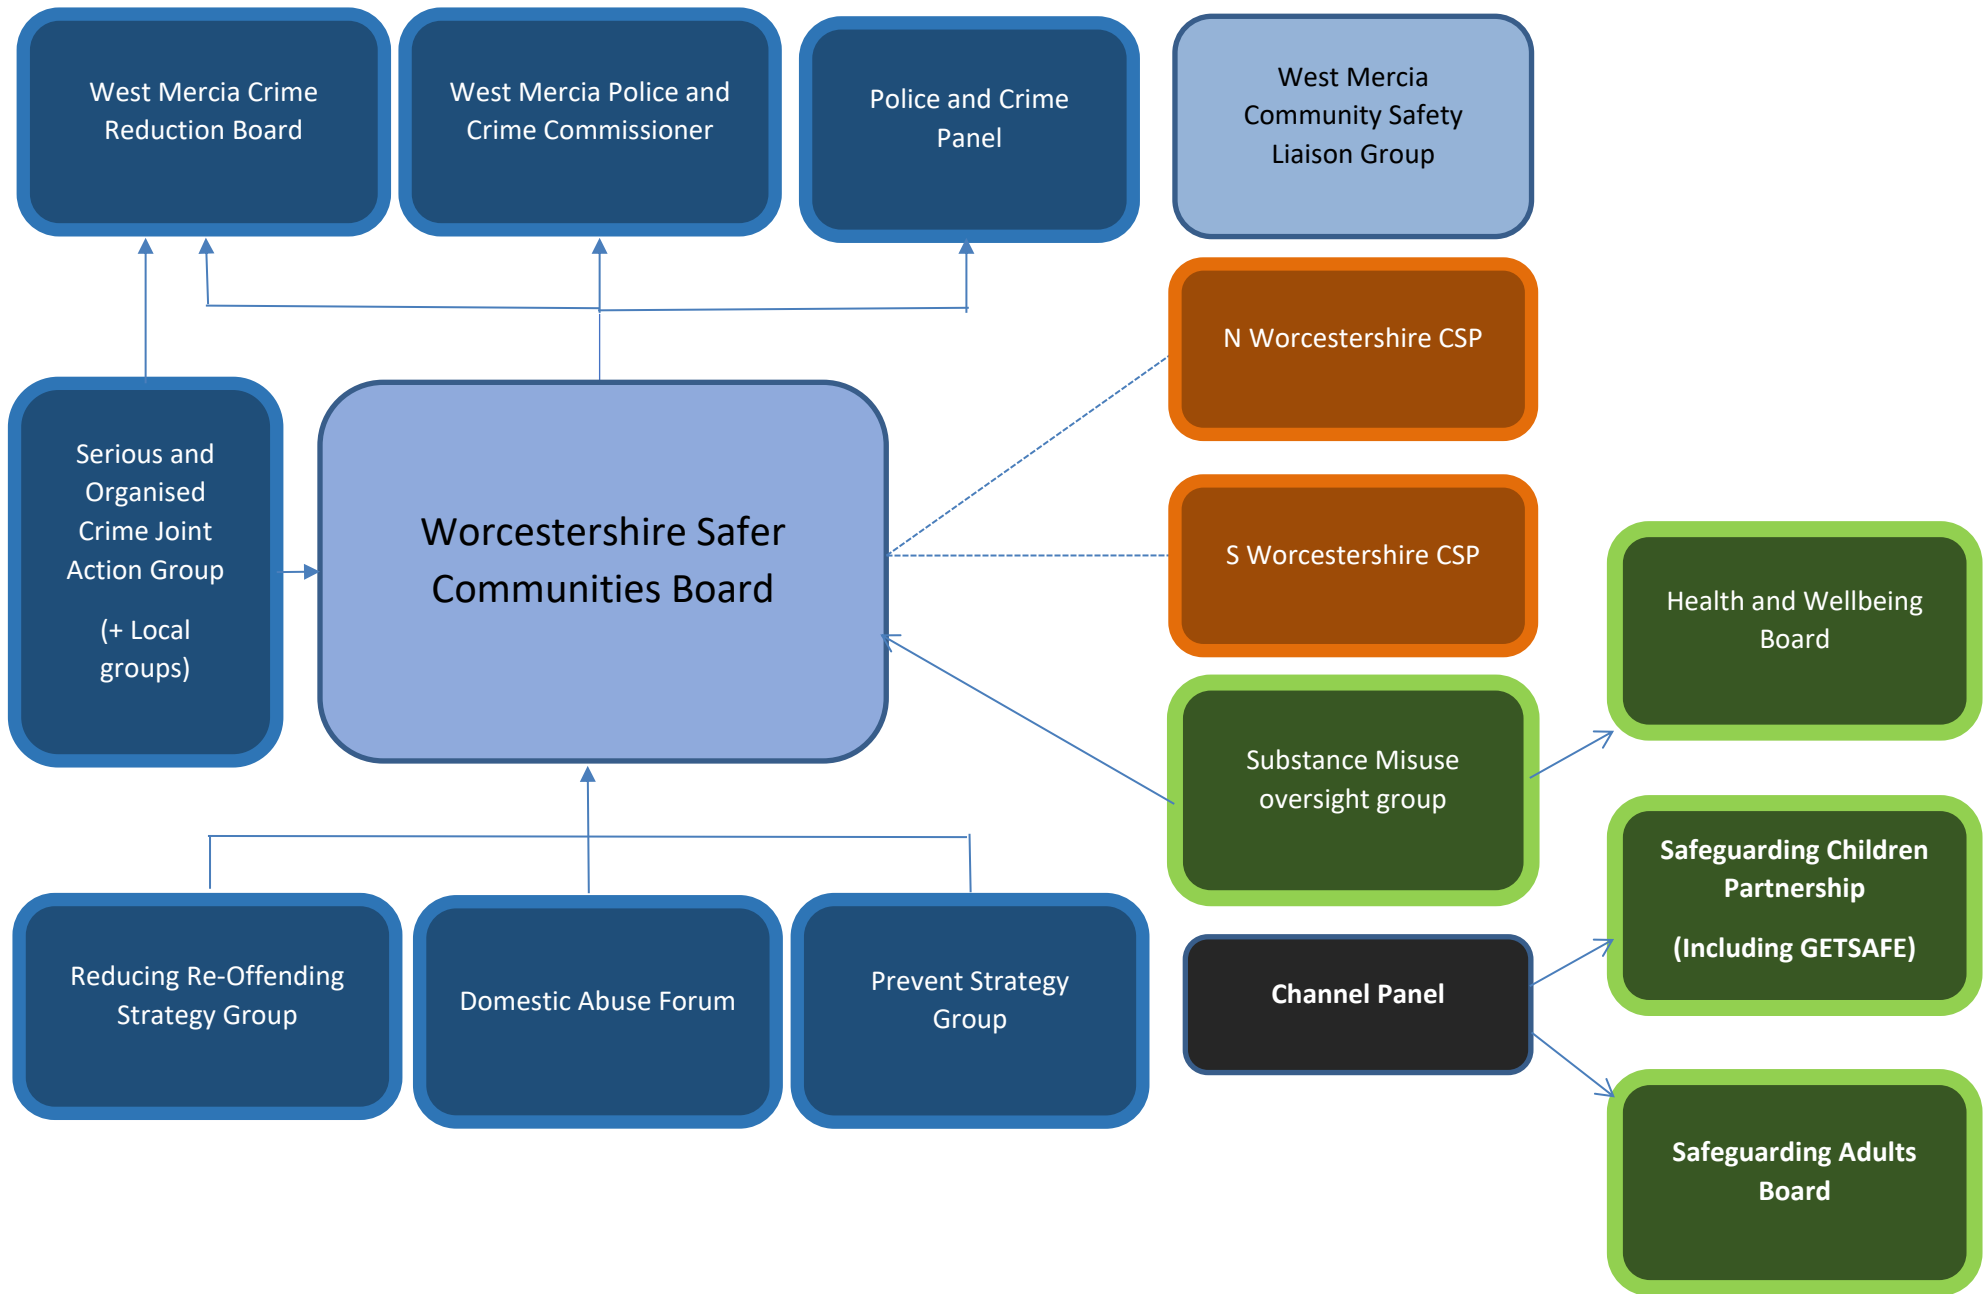 West Mercia Crime
Reduction Board
West Mercia Police and
Crime Commissioner
Police and Crime
Panel
West Mercia
Community Safety
Liaison Group
N Worcestershire CSP
Serious and
Organised
Crime Joint
Action Group
(+ Local
groups)
Worcestershire Safer
Communities Board
S Worcestershire CSP
Health and Wellbeing
Board
Substance Misuse
oversight group
Safeguarding Children
Partnership
(Including GETSAFE)
Reducing Re-Offending
Strategy Group
Domestic Abuse Forum
Prevent Strategy
Group
Channel Panel
Safeguarding Adults
Board